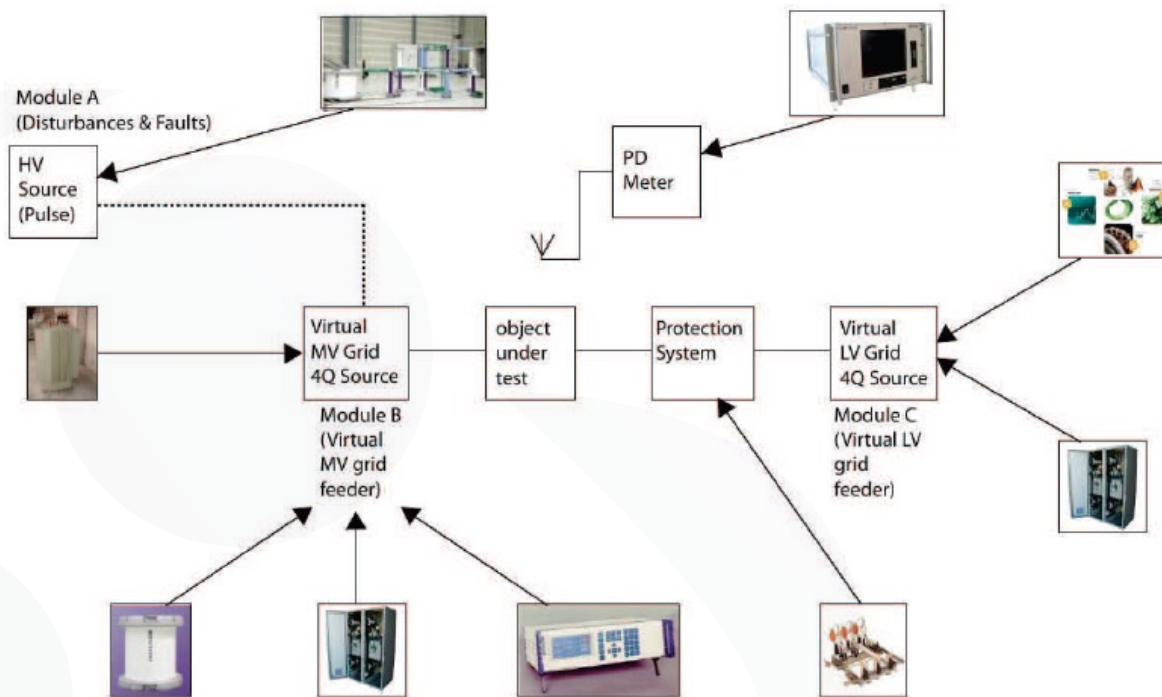 Module A
(Disturbances & Faults)
HV
Source
(Pulse)
PD
Meter
Virtual
MV Grid
4Q Source
object
under
test
Protection
System
Virtual
LV Grid
4Q Source
Module B
(Virtual
MV grid
feeder)
Module C
(Virtual LV
grid
feeder)